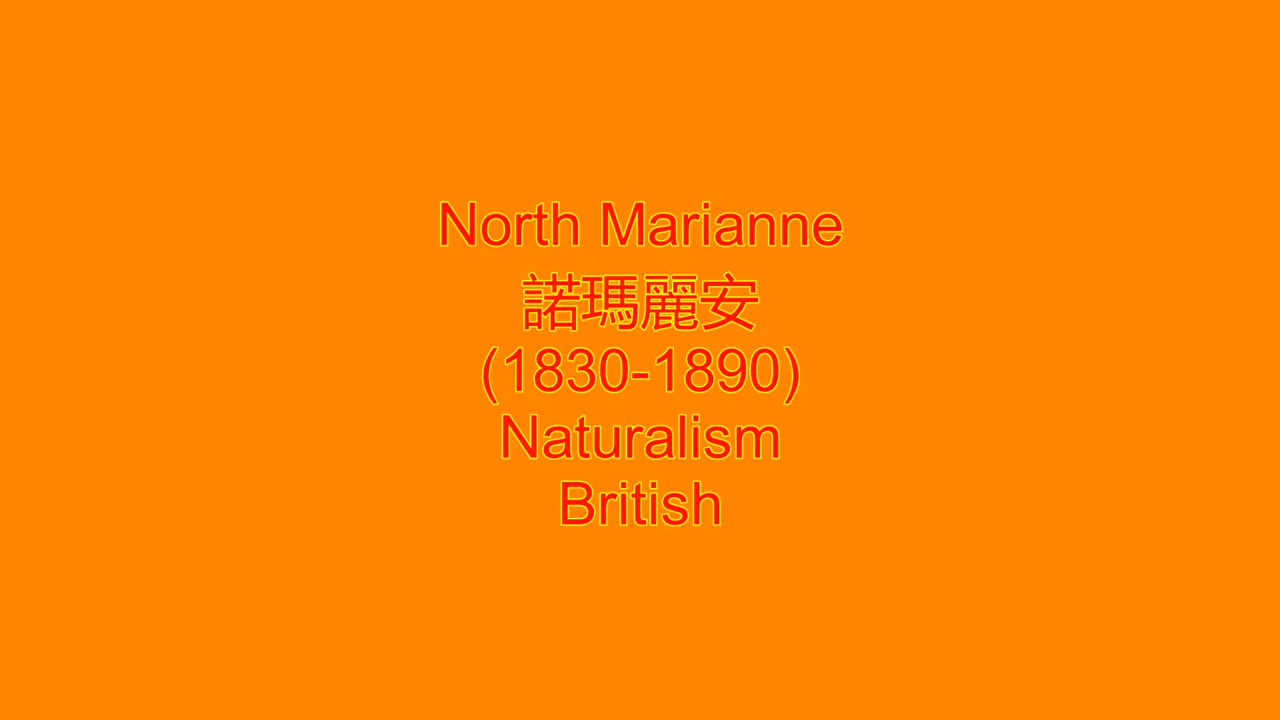 North Marianne
諾瑪麗安
(1830-1890)
Naturalism
British